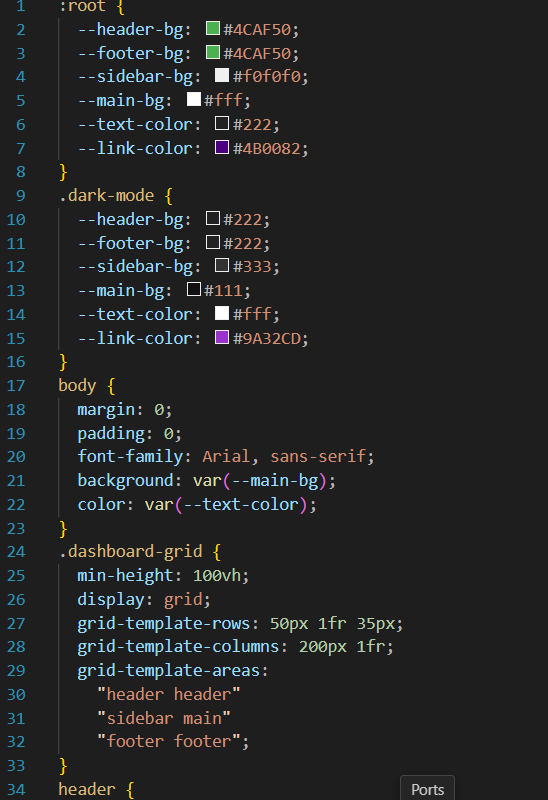 1 :root {
2 --header-bg: #4CAF50;
3 --footer-bg: #4CAF50;
4 --sidebar-bg: #f0f0f0;
5 --main-bg: #fff;
6 --text-color: #222;
7 --link-color: #4B0082;
8 }
9 .dark-mode {
10 --header-bg: #222;
11 --footer-bg: #222;
12 --sidebar-bg: #333;
13 --main-bg: #111;
14 --text-color: #fff;
15 --link-color: #9A32CD;
16 }
17 body {
18 margin: 0;
19 padding: 0;
20 font-family: Arial, sans-serif;
21 background: var(--main-bg);
22 color: var(--text-color);
23 }
24 .dashboard-grid {
25 min-height: 100vh;
26 display: grid;
27 grid-template-rows: 50px 1fr 35px;
28 grid-template-columns: 200px 1fr;
29 grid-template-areas:
30 "header header"
31 "sidebar main"
32 "footer footer";
33 }
34 header {
Ports